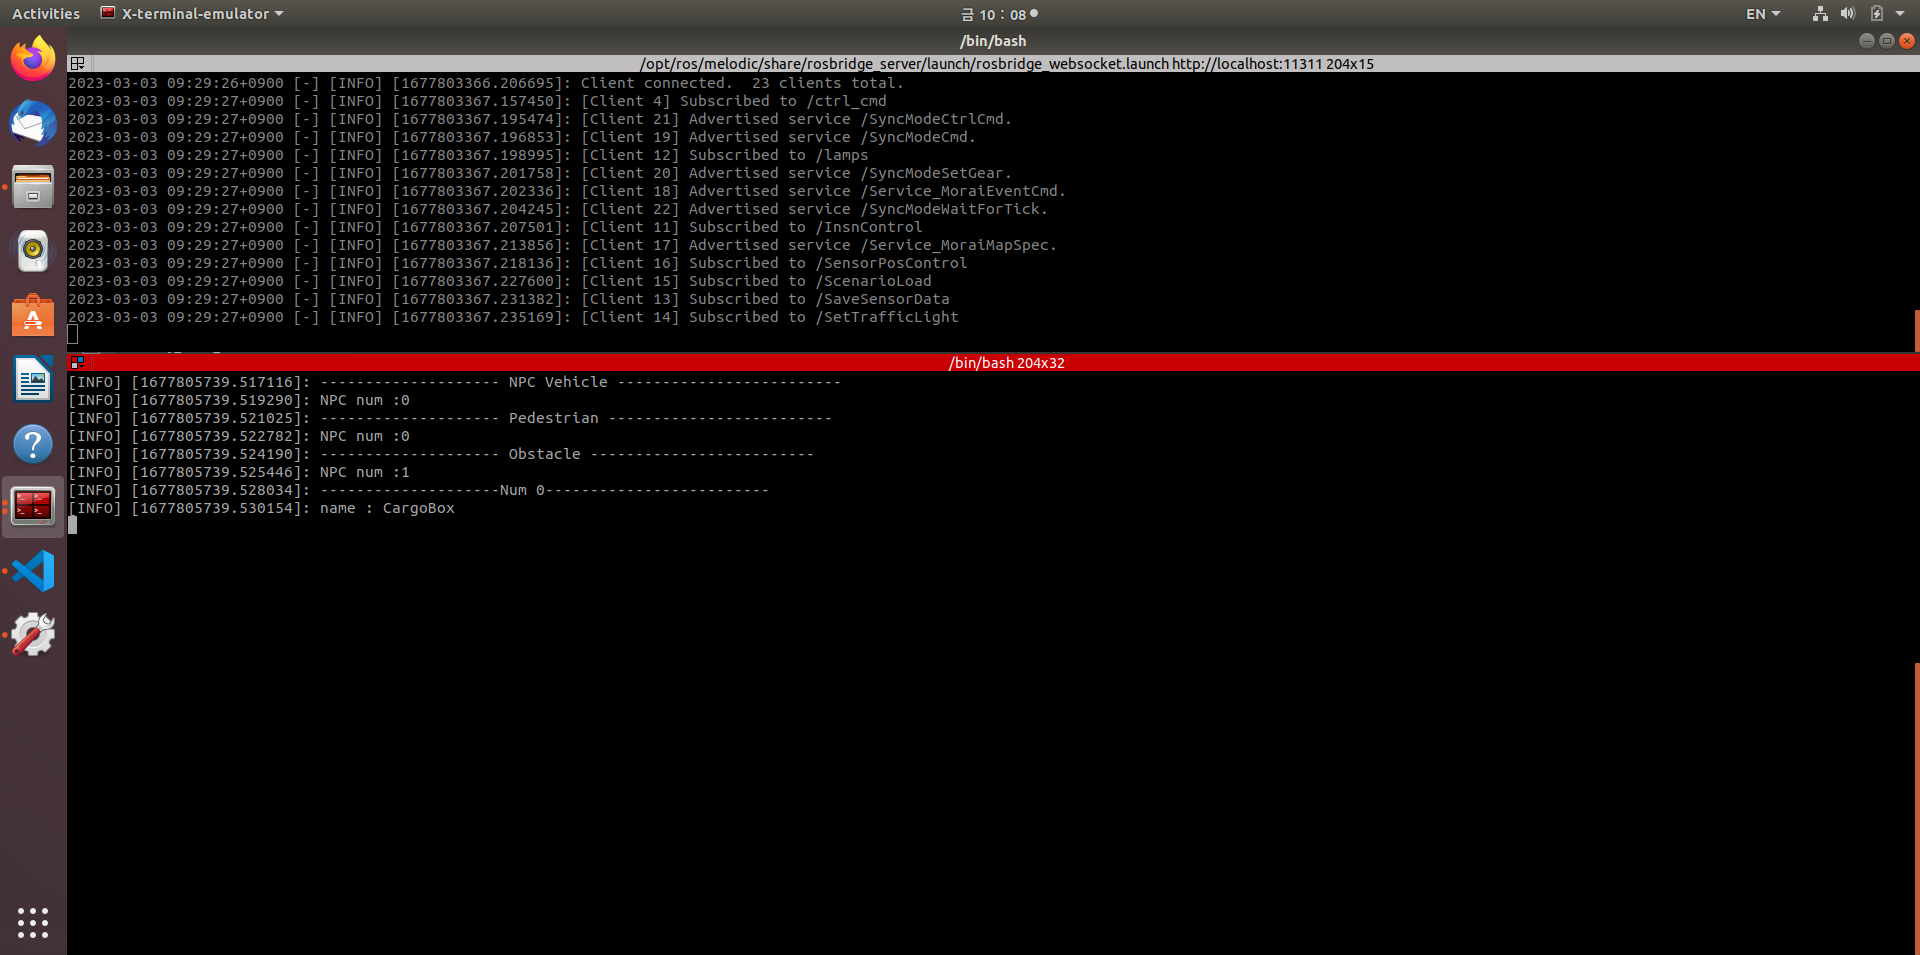 Activities X-terminal-emulator 금 10 : 08 EN
/bin/bash
/opt/ros/melodic/share/rosbridge_server/launch/rosbridge_websocket.launch http://localhost:11311 204x15
2023-03-03 09:29:26+0900 [-] [INFO] [1677803366.206695]: Client connected.  23 clients total.
2023-03-03 09:29:27+0900 [-] [INFO] [1677803367.157450]: [Client 4] Subscribed to /ctrl_cmd
2023-03-03 09:29:27+0900 [-] [INFO] [1677803367.195474]: [Client 21] Advertised service /SyncModeCtrlCmd.
2023-03-03 09:29:27+0900 [-] [INFO] [1677803367.196853]: [Client 19] Advertised service /SyncModeCmd.
2023-03-03 09:29:27+0900 [-] [INFO] [1677803367.198995]: [Client 12] Subscribed to /lamps
2023-03-03 09:29:27+0900 [-] [INFO] [1677803367.201758]: [Client 20] Advertised service /SyncModeSetGear.
2023-03-03 09:29:27+0900 [-] [INFO] [1677803367.202336]: [Client 18] Advertised service /Service_MoraiEventCmd.
2023-03-03 09:29:27+0900 [-] [INFO] [1677803367.204245]: [Client 22] Advertised service /SyncModeWaitForTick.
2023-03-03 09:29:27+0900 [-] [INFO] [1677803367.207501]: [Client 11] Subscribed to /InsnControl
2023-03-03 09:29:27+0900 [-] [INFO] [1677803367.213856]: [Client 17] Advertised service /Service_MoraiMapSpec.
2023-03-03 09:29:27+0900 [-] [INFO] [1677803367.218136]: [Client 16] Subscribed to /SensorPosControl
2023-03-03 09:29:27+0900 [-] [INFO] [1677803367.227600]: [Client 15] Subscribed to /ScenarioLoad
2023-03-03 09:29:27+0900 [-] [INFO] [1677803367.231382]: [Client 13] Subscribed to /SaveSensorData
2023-03-03 09:29:27+0900 [-] [INFO] [1677803367.235169]: [Client 14] Subscribed to /SetTrafficLight
/bin/bash 204x32
[INFO] [1677805739.517116]: -------------------- NPC Vehicle -------------------------
[INFO] [1677805739.519290]: NPC num :0
[INFO] [1677805739.521025]: -------------------- Pedestrian -------------------------
[INFO] [1677805739.522782]: NPC num :0
[INFO] [1677805739.524190]: -------------------- Obstacle -------------------------
[INFO] [1677805739.525446]: NPC num :1
[INFO] [1677805739.528034]: --------------------Num 0-------------------------
[INFO] [1677805739.530154]: name : CargoBox